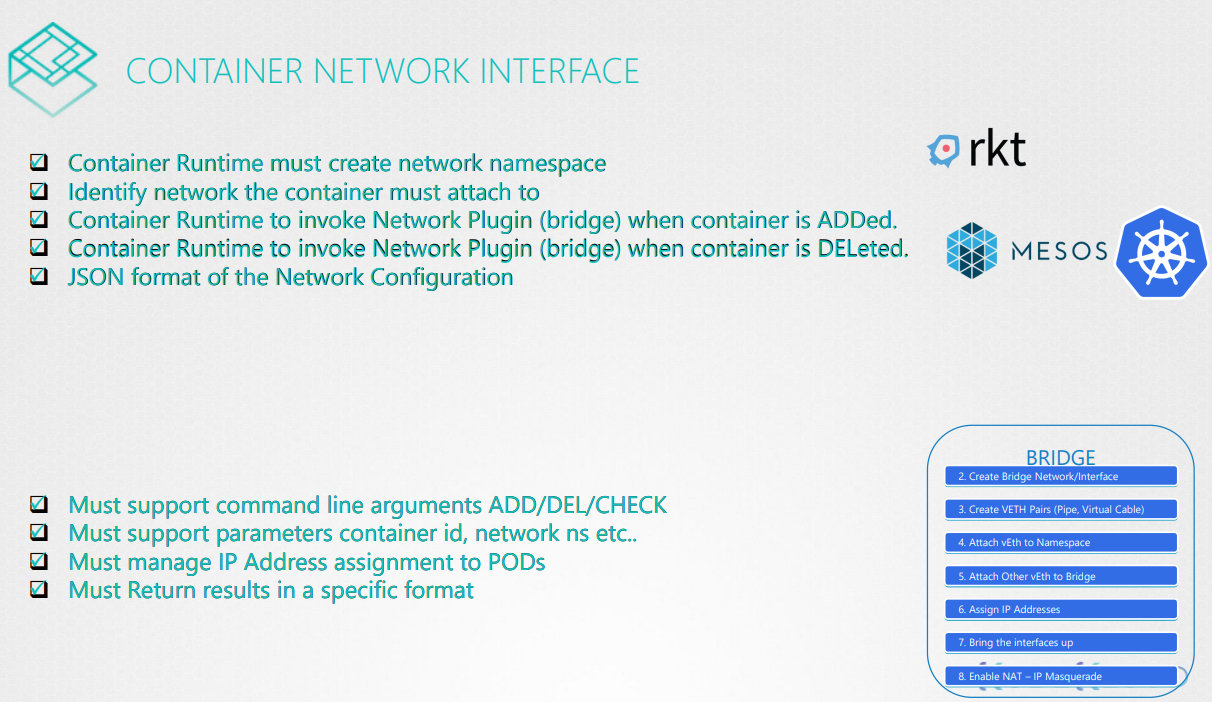 CONTAINER NETWORK INTERFACE
Container Runtime must create network namespace
Identify network the container must attach to
Container Runtime to invoke Network Plugin (bridge) when container is ADDed.
Container Runtime to invoke Network Plugin (bridge) when container is DELeted.
JSON format of the Network Configuration
rkt
MESOS
Must support command line arguments ADD/DEL/CHECK
Must support parameters container id, network ns etc..
Must manage IP Address assignment to PODs
Must Return results in a specific format
BRIDGE
2. Create Bridge Network/Interface
3. Create VETH Pairs (Pipe, Virtual Cable)
4. Attach vEth to Namespace
5. Attach Other vEth to Bridge
6. Assign IP Addresses
7. Bring the interfaces up
8. Enable NAT – IP Masquerade